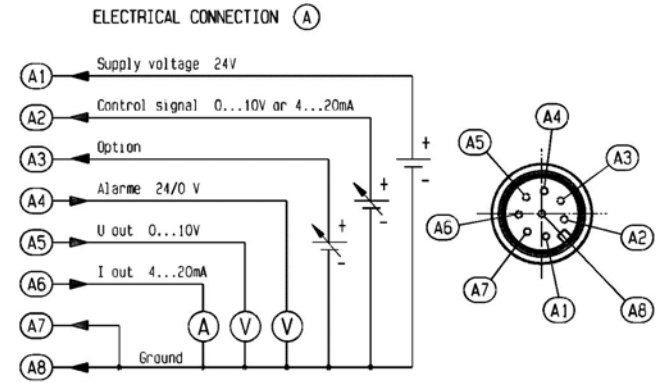 ELECTRICAL CONNECTION A
A1 Supply voltage 24V
A2 Control signal 0...10V or 4...20mA
A3 Option
A4 Alarme 24/0 V
A5 U out 0...10V
A6 I out 4...20mA
A7
A8 Ground
+
-
+
-
+
-
A V V
A4
A5 A3
A6 A2
A7 A1 A8